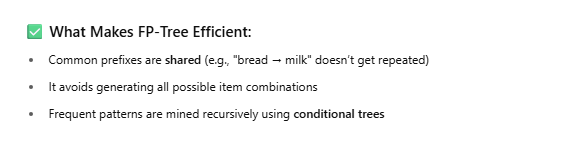 ✅ What Makes FP-Tree Efficient:
• Common prefixes are shared (e.g., "bread → milk" doesn't get repeated)
• It avoids generating all possible item combinations
• Frequent patterns are mined recursively using conditional trees